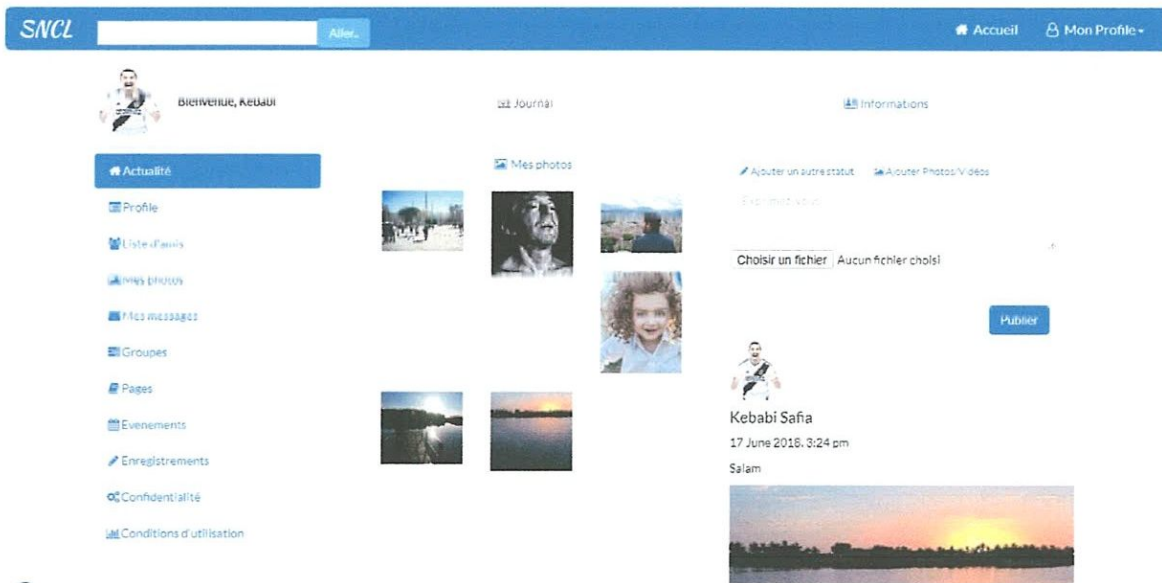 SNCL
Aller..
Accueil
Mon Profile
Bienvenue, Kebabi
Journal
Informations
Actualité
Profile
Liste d'amis
Mes photos
Mes messages
Groupes
Pages
Evenements
Enregistrements
Confidentialité
Conditions d'utilisation
Mes photos
Ajouter un autre statut
Ajouter Photos/Vidéos
Exprimez vous
Choisir un fichier Aucun fichier choisi
Publier
Kebabi Safia
17 June 2018, 3:24 pm
Salam